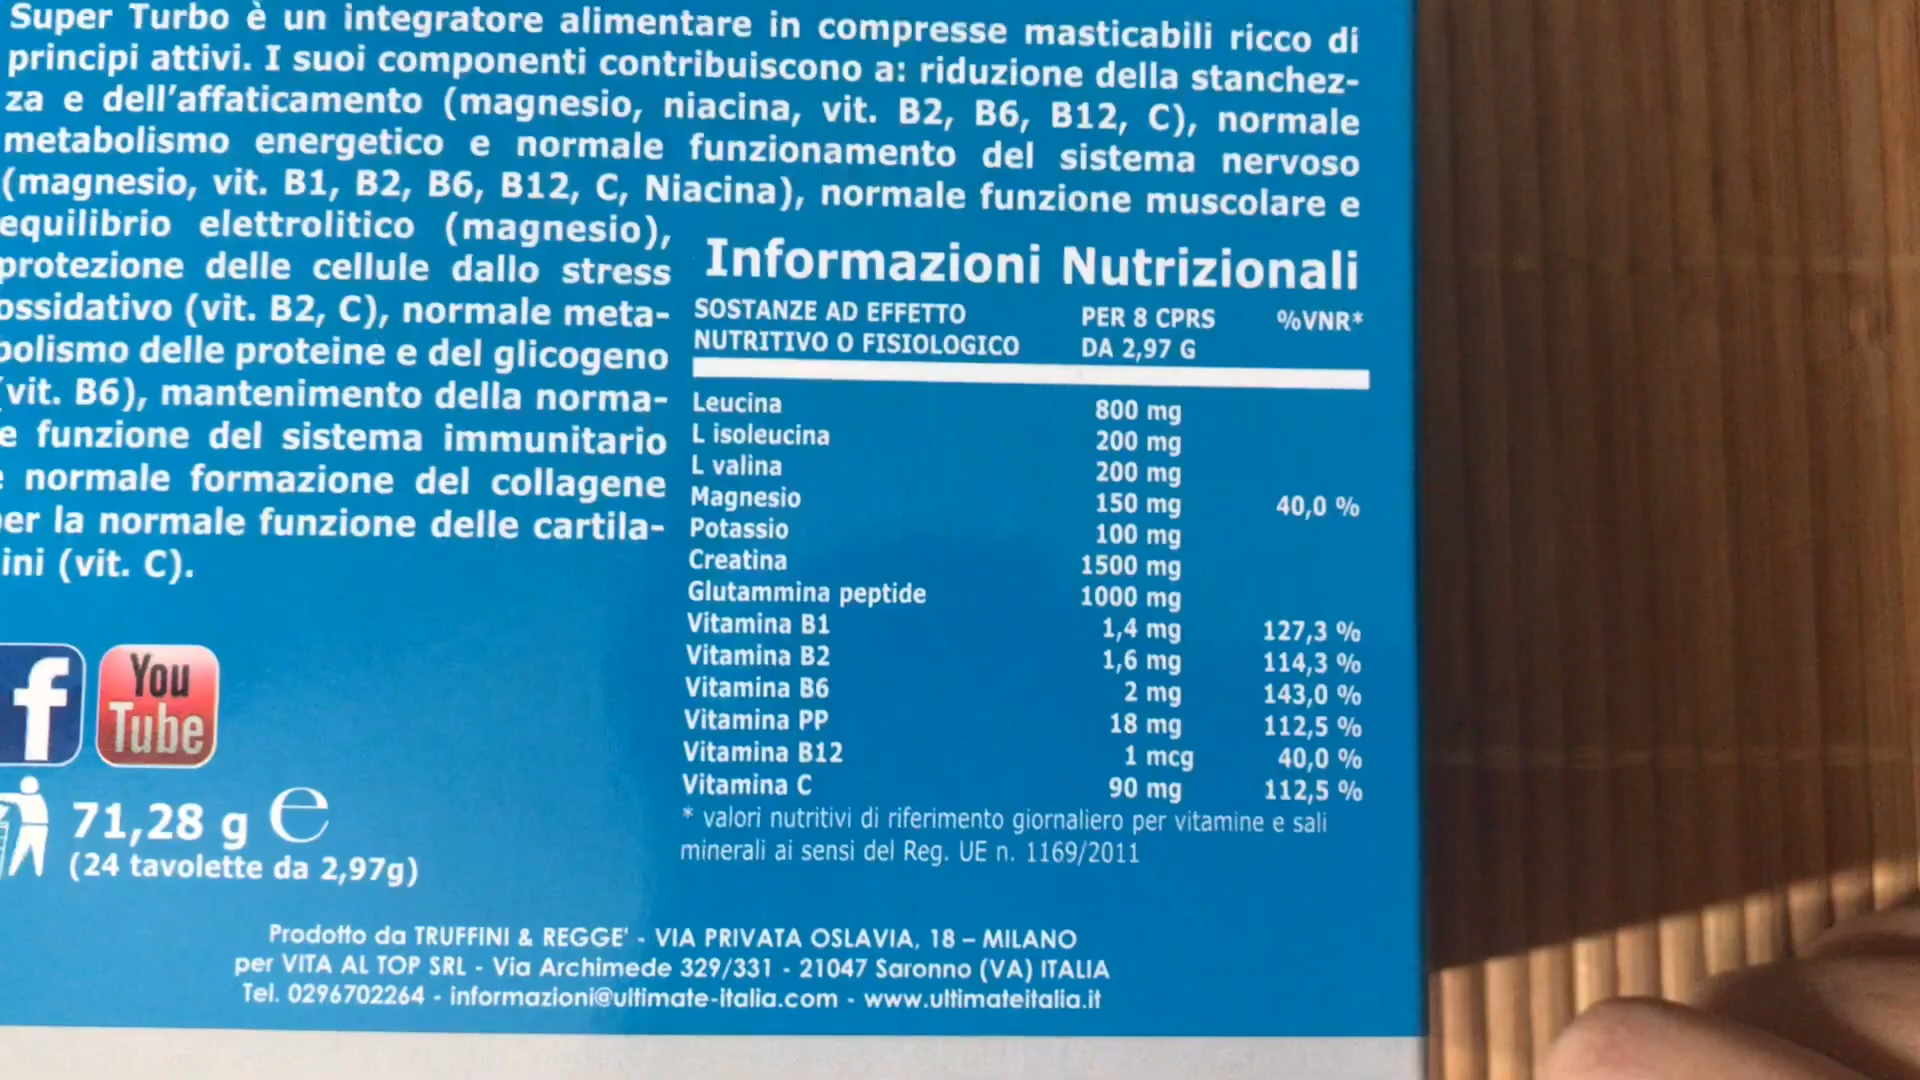 Super Turbo è un integratore alimentare in compresse masticabili ricco di
principi attivi. I suoi componenti contribuiscono a: riduzione della stanchez-
za e dell'affaticamento (magnesio, niacina, vit. B2, B6, B12, C), normale
metabolismo energetico e normale funzionamento del sistema nervoso
(magnesio, vit. B1, B2, B6, B12, C, Niacina), normale funzione muscolare e
equilibrio elettrolitico (magnesio),
protezione delle cellule dallo stress
ossidativo (vit. B2, C), normale meta-
bolismo delle proteine e del glicogeno
(vit. B6), mantenimento della norma-
e funzione del sistema immunitario
e normale formazione del collagene
per la normale funzione delle cartila-
ini (vit. C).
Informazioni Nutrizionali
SOSTANZE AD EFFETTO PER 8 CPRS %VNR*
NUTRITIVO O FISIOLOGICO DA 2,97 G
Leucina 800 mg
L isoleucina 200 mg
L valina 200 mg
Magnesio 150 mg 40,0 %
Potassio 100 mg
Creatina 1500 mg
Glutammina peptide 1000 mg
Vitamina B1 1,4 mg 127,3 %
Vitamina B2 1,6 mg 114,3 %
Vitamina B6 2 mg 143,0 %
Vitamina PP 18 mg 112,5 %
Vitamina B12 1 mcg 40,0 %
Vitamina C 90 mg 112,5 %
* valori nutritivi di riferimento giornaliero per vitamine e sali
minerali ai sensi del Reg. UE n. 1169/2011
f
You
Tube
71,28 g e
(24 tavolette da 2,97g)
Prodotto da TRUFFINI & REGGE' - VIA PRIVATA OSLAVIA, 18 – MILANO
per VITA AL TOP SRL - Via Archimede 329/331 - 21047 Saronno (VA) ITALIA
Tel. 0296702264 - informazioni@ultimate-italia.com - www.ultimateitalia.it